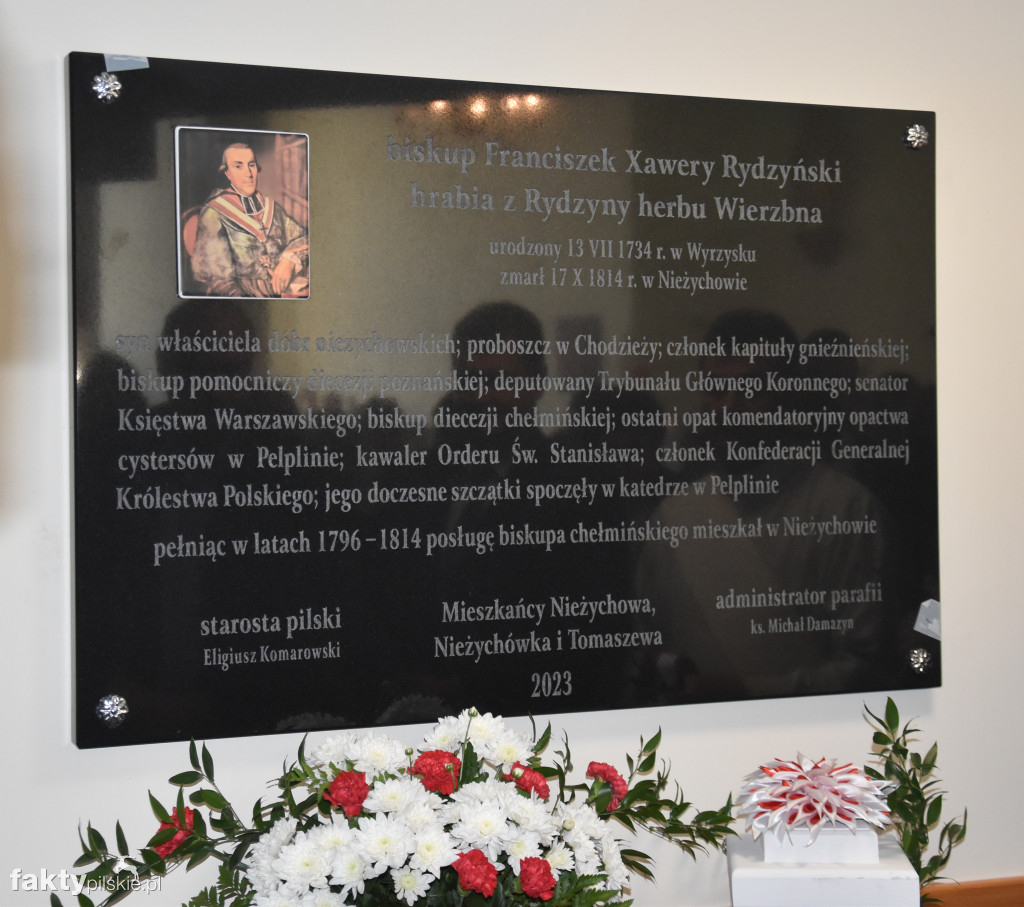 biskup Franciszek Xawery Rydzyński
hrabia z Rydzyny herbu Wierzbna
urodzony 13 VII 1734 r. w Wyrzysku
zmarł 17 X 1814 r. w Nieżychowie
syn właściciela dóbr nieżychowskich; proboszcz w Chodzieży; członek kapituły gnieźnieńskiej;
biskup pomocniczy diecezji poznańskiej; deputowany Trybunału Głównego Koronnego; senator
Księstwa Warszawskiego; biskup diecezji chełmińskiej; ostatni opat komendatoryjny opactwa
cystersów w Pelplinie; kawaler Orderu Św. Stanisława; członek Konfederacji Generalnej
Królestwa Polskiego; jego doczesne szczątki spoczęły w katedrze w Pelplinie
pełniąc w latach 1796 – 1814 posługę biskupa chełmińskiego mieszkał w Nieżychowie
starosta pilski
Eligiusz Komarowski
Mieszkańcy Nieżychowa,
Nieżychówka i Tomaszewa
2023
administrator parafii
ks. Michał Damazyn
faktypilskie.pl